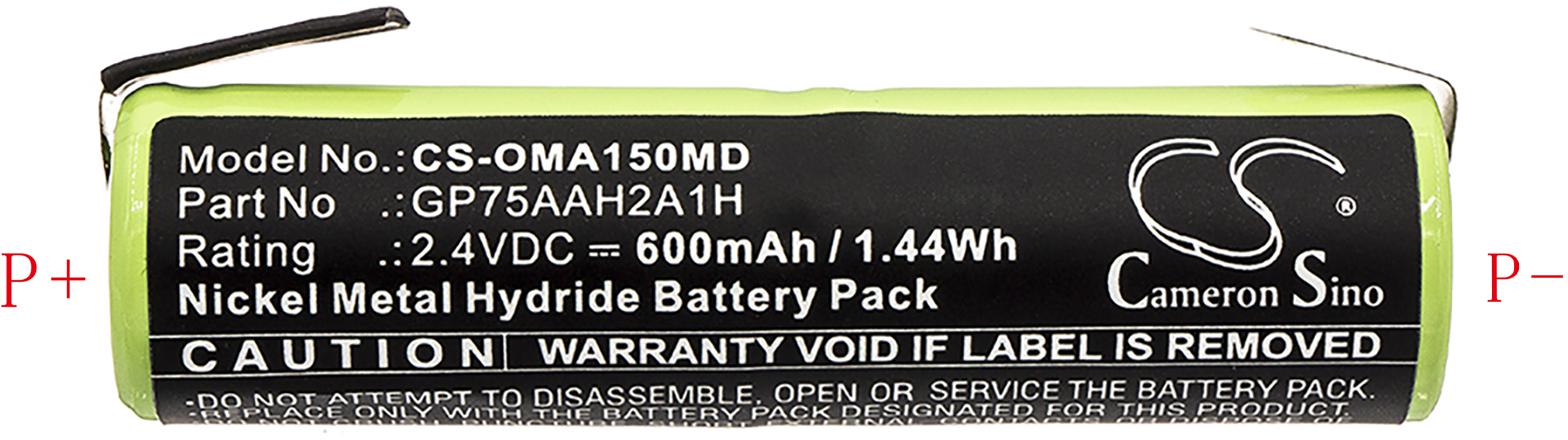 Model No.:CS-OMA150MD
Part No .:GP75AAH2A1H
Rating .:2.4VDC ⎓ 600mAh / 1.44Wh
Nickel Metal Hydride Battery Pack
®
Cameron Sino
P+
P-
CAUTION WARRANTY VOID IF LABEL IS REMOVED
-DO NOT ATTEMPT TO DISASSEMBLE, OPEN OR SERVICE THE BATTERY PACK.
-REPLACE ONLY WITH THE BATTERY PACK DESIGNATED FOR THIS PRODUCT.